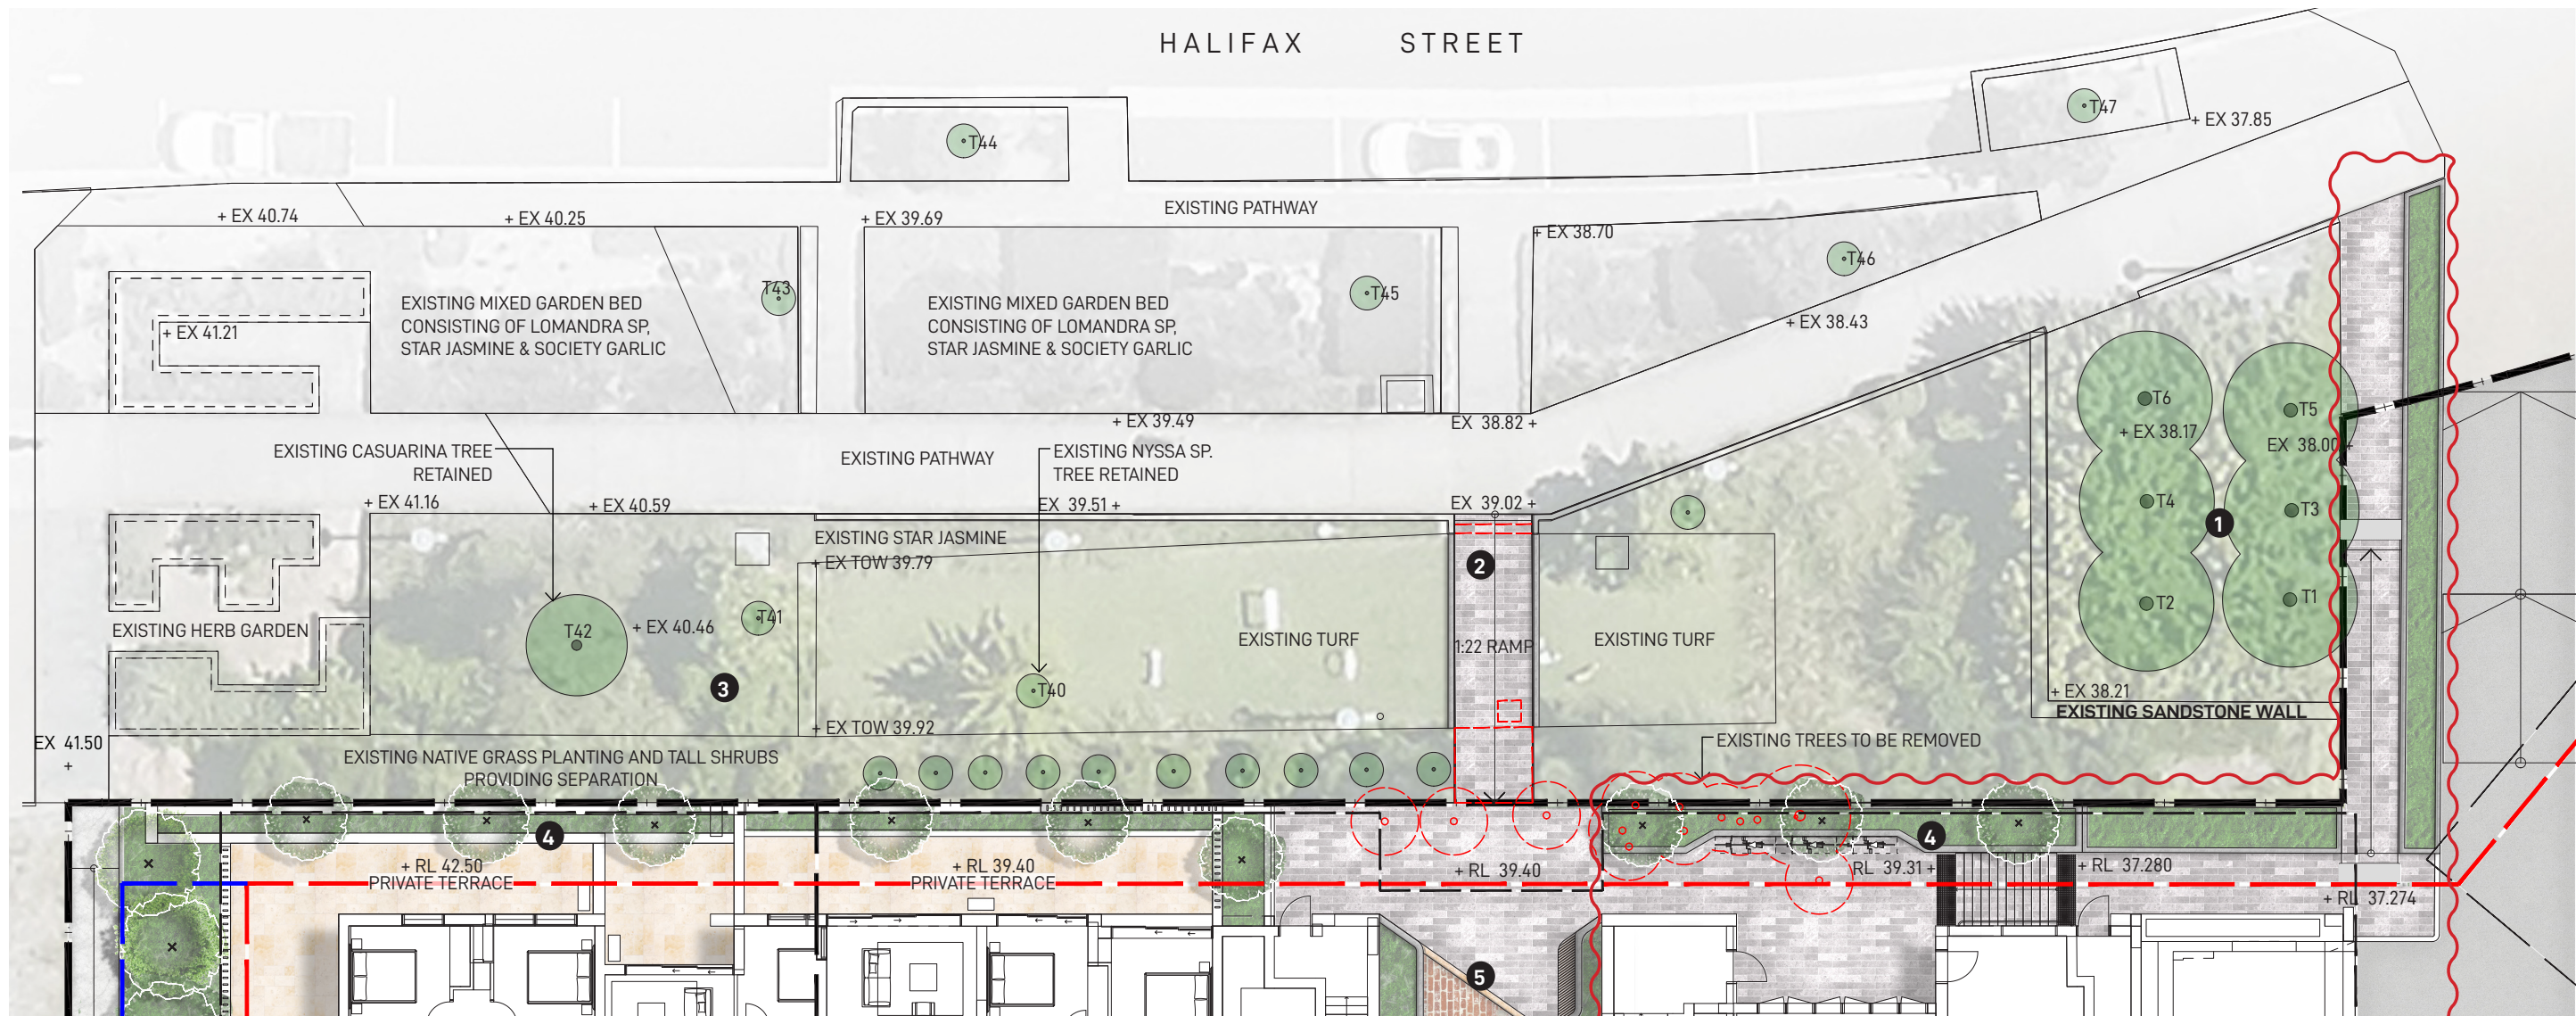 HALIFAX STREET
T47
+ EX 37.85
T44
+ EX 40.74
+ EX 40.25
+ EX 39.69
EXISTING PATHWAY
+ EX 38.70
T46
T43
T45
EXISTING MIXED GARDEN BED
CONSISTING OF LOMANDRA SP,
STAR JASMINE & SOCIETY GARLIC
EXISTING MIXED GARDEN BED
CONSISTING OF LOMANDRA SP,
STAR JASMINE & SOCIETY GARLIC
+ EX 41.21
+ EX 38.43
T6
T5
+ EX 39.49
EX 38.82 +
+ EX 38.17
EX 38.00 +
EXISTING CASUARINA TREE
RETAINED
EXISTING PATHWAY
EXISTING NYSSA SP.
TREE RETAINED
+ EX 41.16
+ EX 40.59
EX 39.51 +
EX 39.02 +
T4
T3
1
EXISTING STAR JASMINE
+ EX TOW 39.79
2
T2
T1
EXISTING HERB GARDEN
T42
+ EX 40.46
T41
EXISTING TURF
1:22 RAMP
EXISTING TURF
3
T40
+ EX 38.21
EXISTING SANDSTONE WALL
+ EX TOW 39.92
EX 41.50
+
EXISTING TREES TO BE REMOVED
EXISTING NATIVE GRASS PLANTING AND TALL SHRUBS
PROVIDING SEPARATION
4
4
+ RL 42.50
PRIVATE TERRACE
+ RL 39.40
PRIVATE TERRACE
+ RL 39.40
RL 39.31 +
+ RL 37.280
+ RL 37.274
5